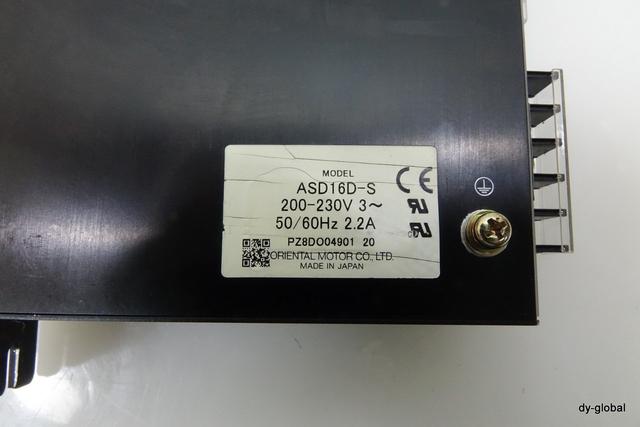 MODEL
ASD16D-S
200-230V 3~
50/60Hz 2.2A
PZ8DO04901 20
ORIENTAL MOTOR CO., LTD.
MADE IN JAPAN
CE
dy-global